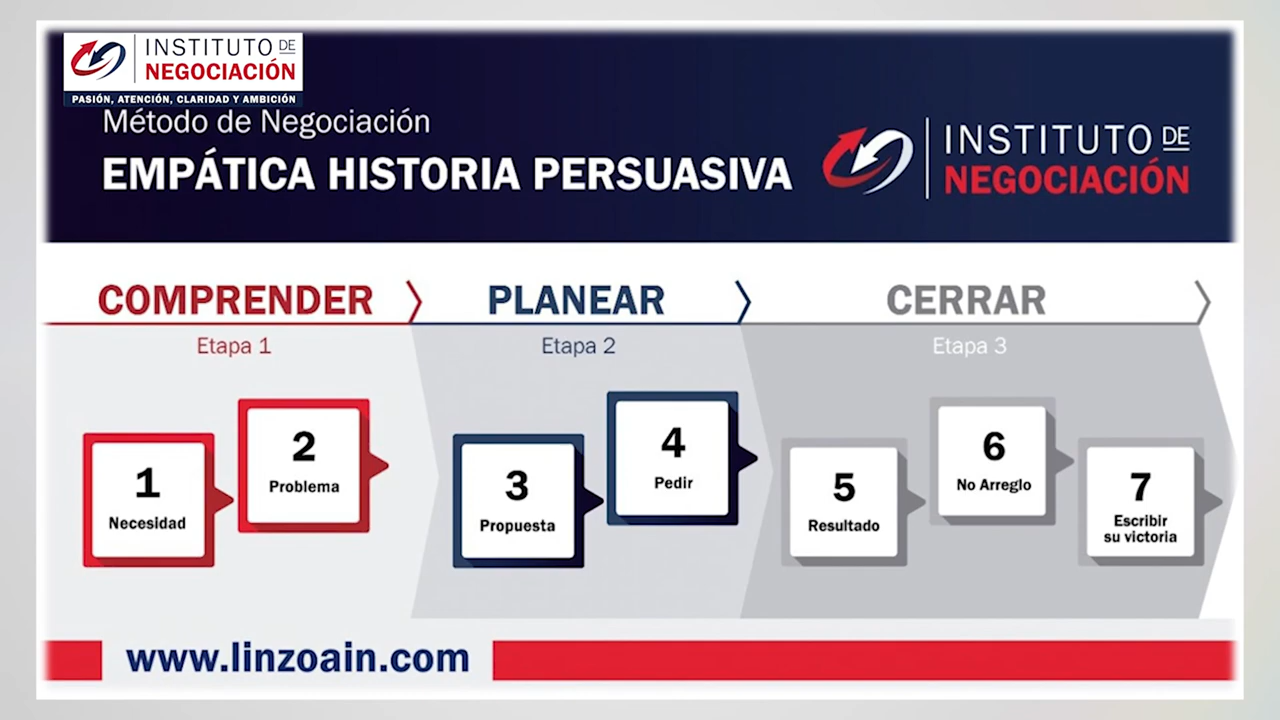 INSTITUTO DE
NEGOCIACIÓN
PASIÓN, ATENCIÓN, CLARIDAD Y AMBICIÓN
Método de Negociación
EMPÁTICA HISTORIA PERSUASIVA
INSTITUTO DE
NEGOCIACIÓN
COMPRENDER
Etapa 1
1
Necesidad
2
Problema
PLANEAR
Etapa 2
3
Propuesta
4
Pedir
CERRAR
Etapa 3
5
Resultado
6
No Arreglo
7
Escribir
su victoria
www.linzoain.com